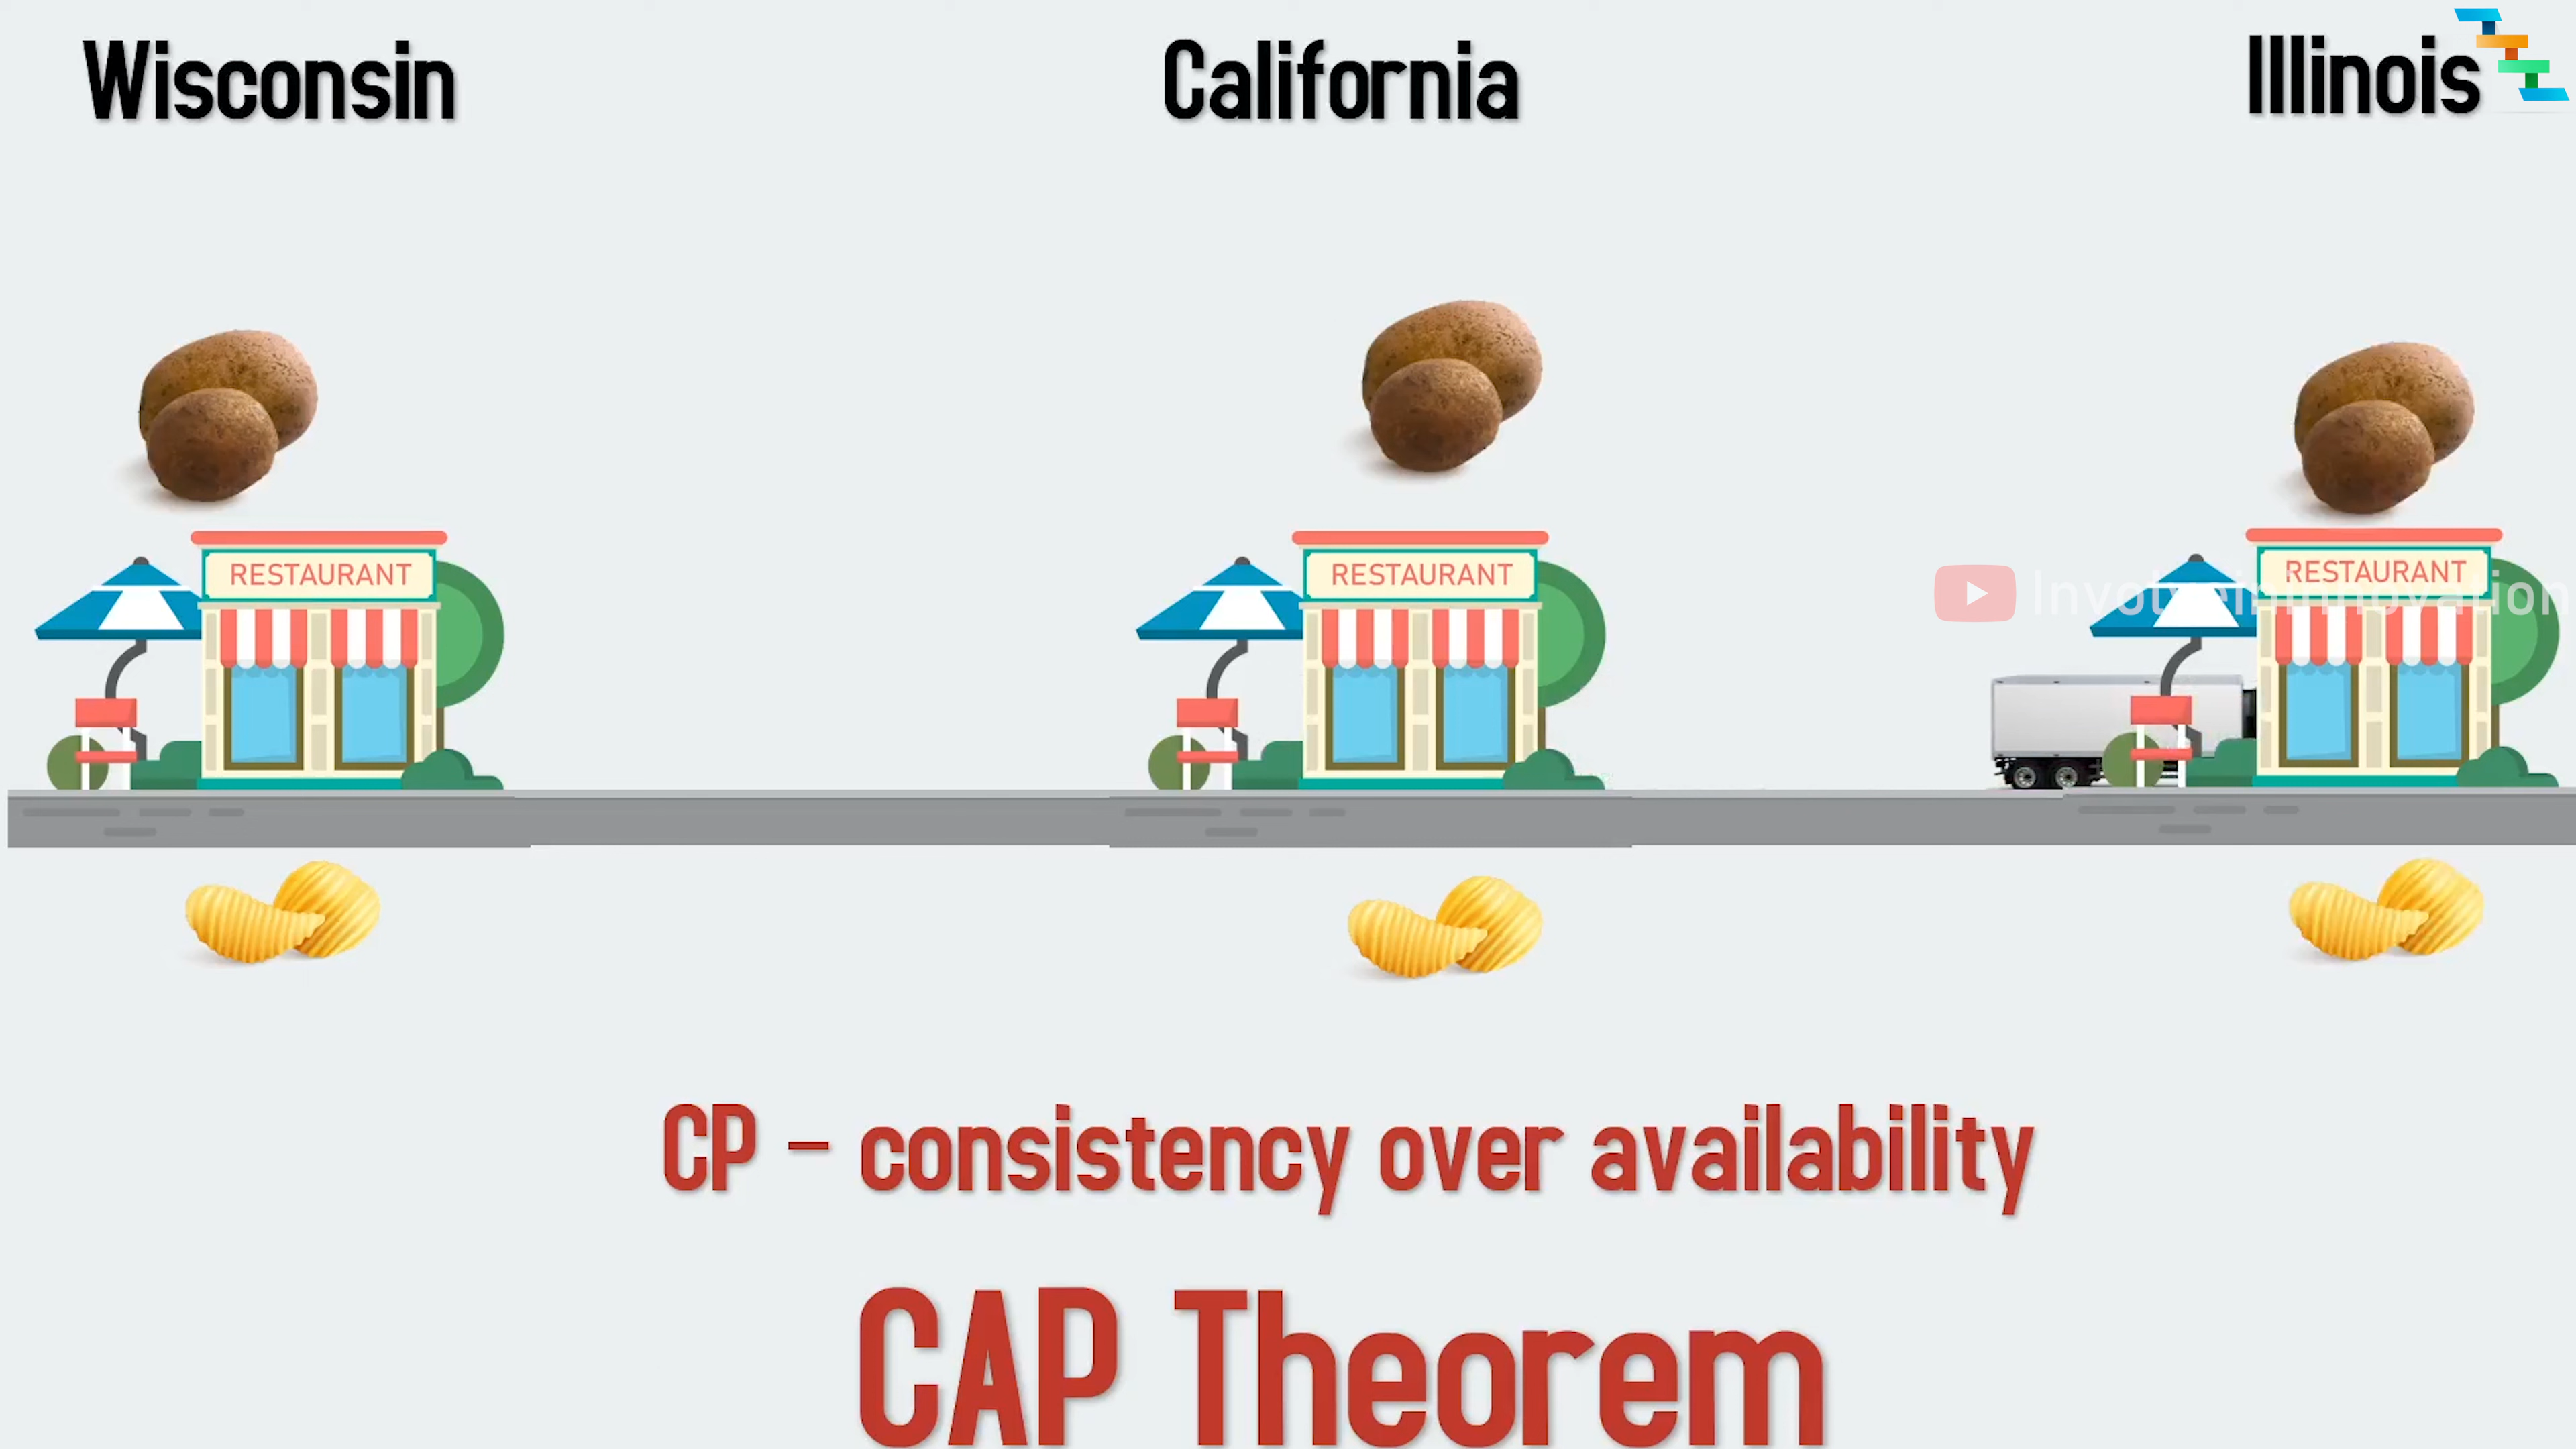 Wisconsin California Illinois
RESTAURANT RESTAURANT RESTAURANT
CP - consistency over availability
CAP Theorem